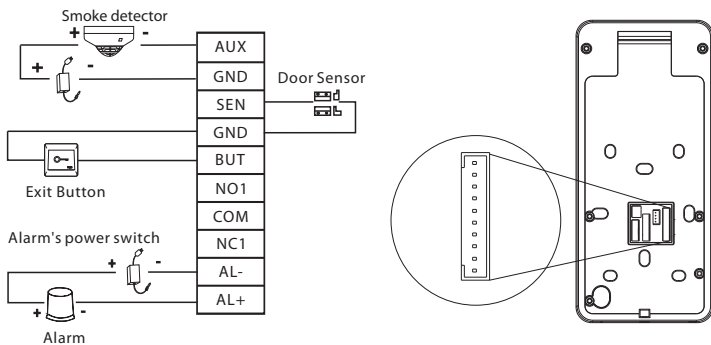 Smoke detector
+ -
+ -
AUX
GND
SEN
GND
BUT
NO1
COM
NC1
AL-
AL+
Door Sensor
Exit Button
Alarm's power switch
+ -
+ -
Alarm